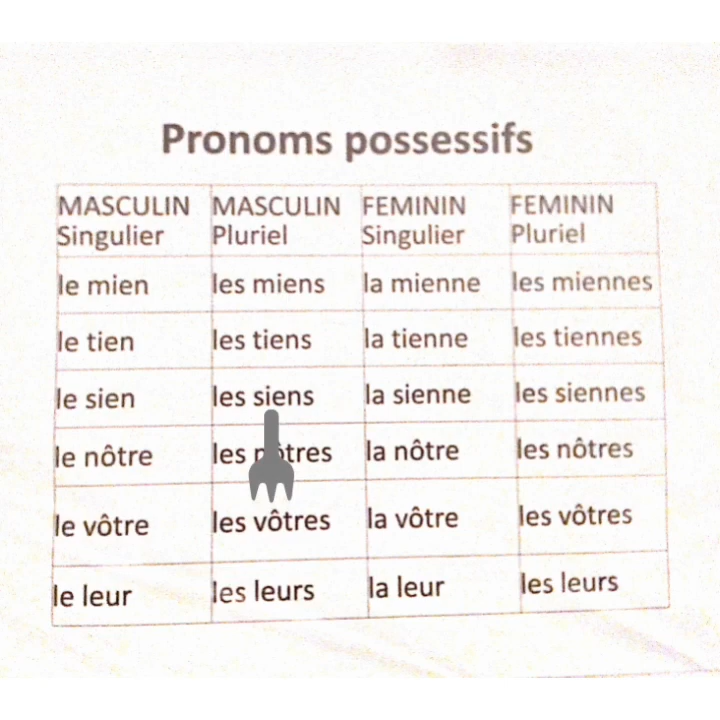 Pronoms possessifs
MASCULIN MASCULIN FEMININ FEMININ
Singulier Pluriel Singulier Pluriel
le mien les miens la mienne les miennes
le tien les tiens la tienne les tiennes
le sien les siens la sienne les siennes
le nôtre les nôtres la nôtre les nôtres
le vôtre les vôtres la vôtre les vôtres
le leur les leurs la leur les leurs